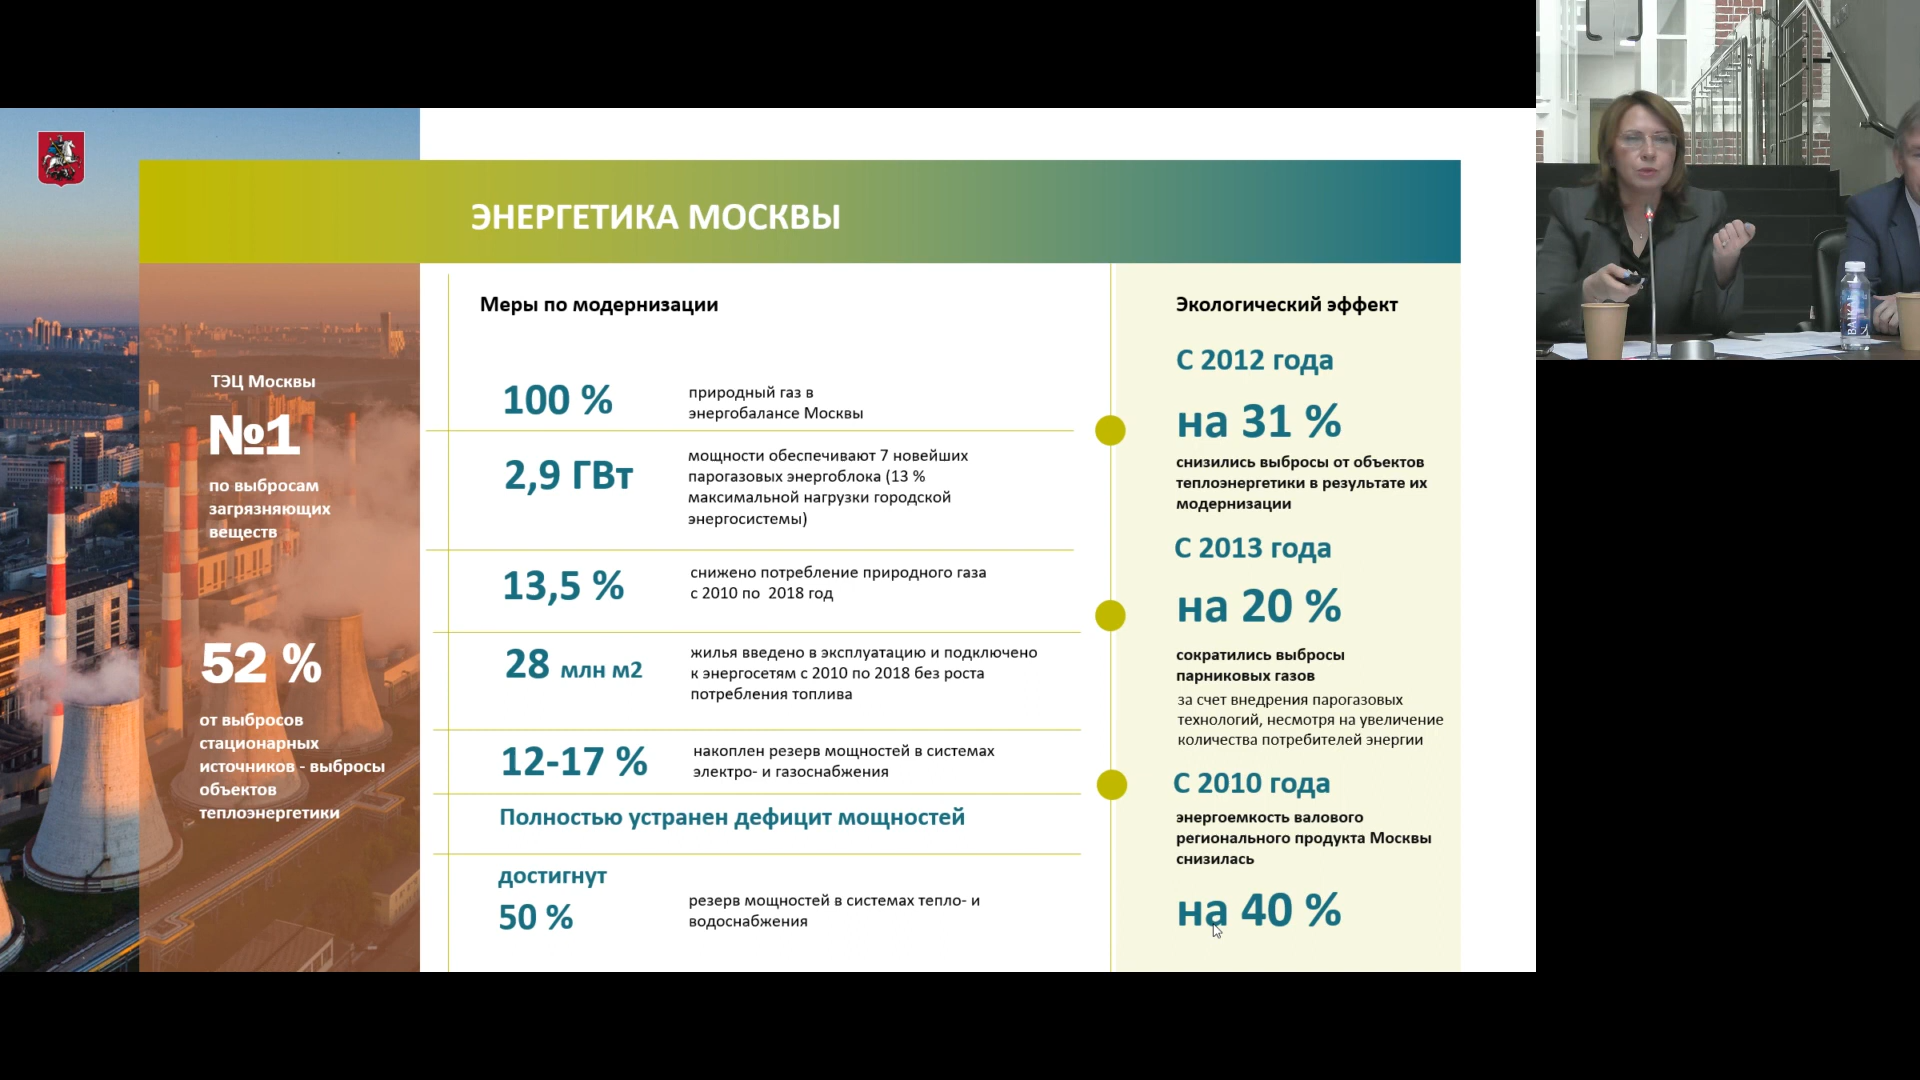 ЭНЕРГЕТИКА МОСКВЫ
ТЭЦ Москвы
№1
по выбросам
загрязняющих
веществ
52 %
от выбросов
стационарных
источников - выбросы
объектов
теплоэнергетики
Меры по модернизации
100 %
природный газ в
энергобалансе Москвы
2,9 ГВт
мощности обеспечивают 7 новейших
парогазовых энергоблока (13 %
максимальной нагрузки городской
энергосистемы)
13,5 %
снижено потребление природного газа
с 2010 по 2018 год
28 млн м2
жилья введено в эксплуатацию и подключено
к энергосетям с 2010 по 2018 без роста
потребления топлива
12-17 %
накоплен резерв мощностей в системах
электро- и газоснабжения
Полностью устранен дефицит мощностей
достигнут
50 %
резерв мощностей в системах тепло- и
водоснабжения
Экологический эффект
С 2012 года
на 31 %
снизились выбросы от объектов
теплоэнергетики в результате их
модернизации
С 2013 года
на 20 %
сократились выбросы
парниковых газов
за счет внедрения парогазовых
технологий, несмотря на увеличение
количества потребителей энергии
С 2010 года
энергоемкость валового
регионального продукта Москвы
снизилась
на 40 %